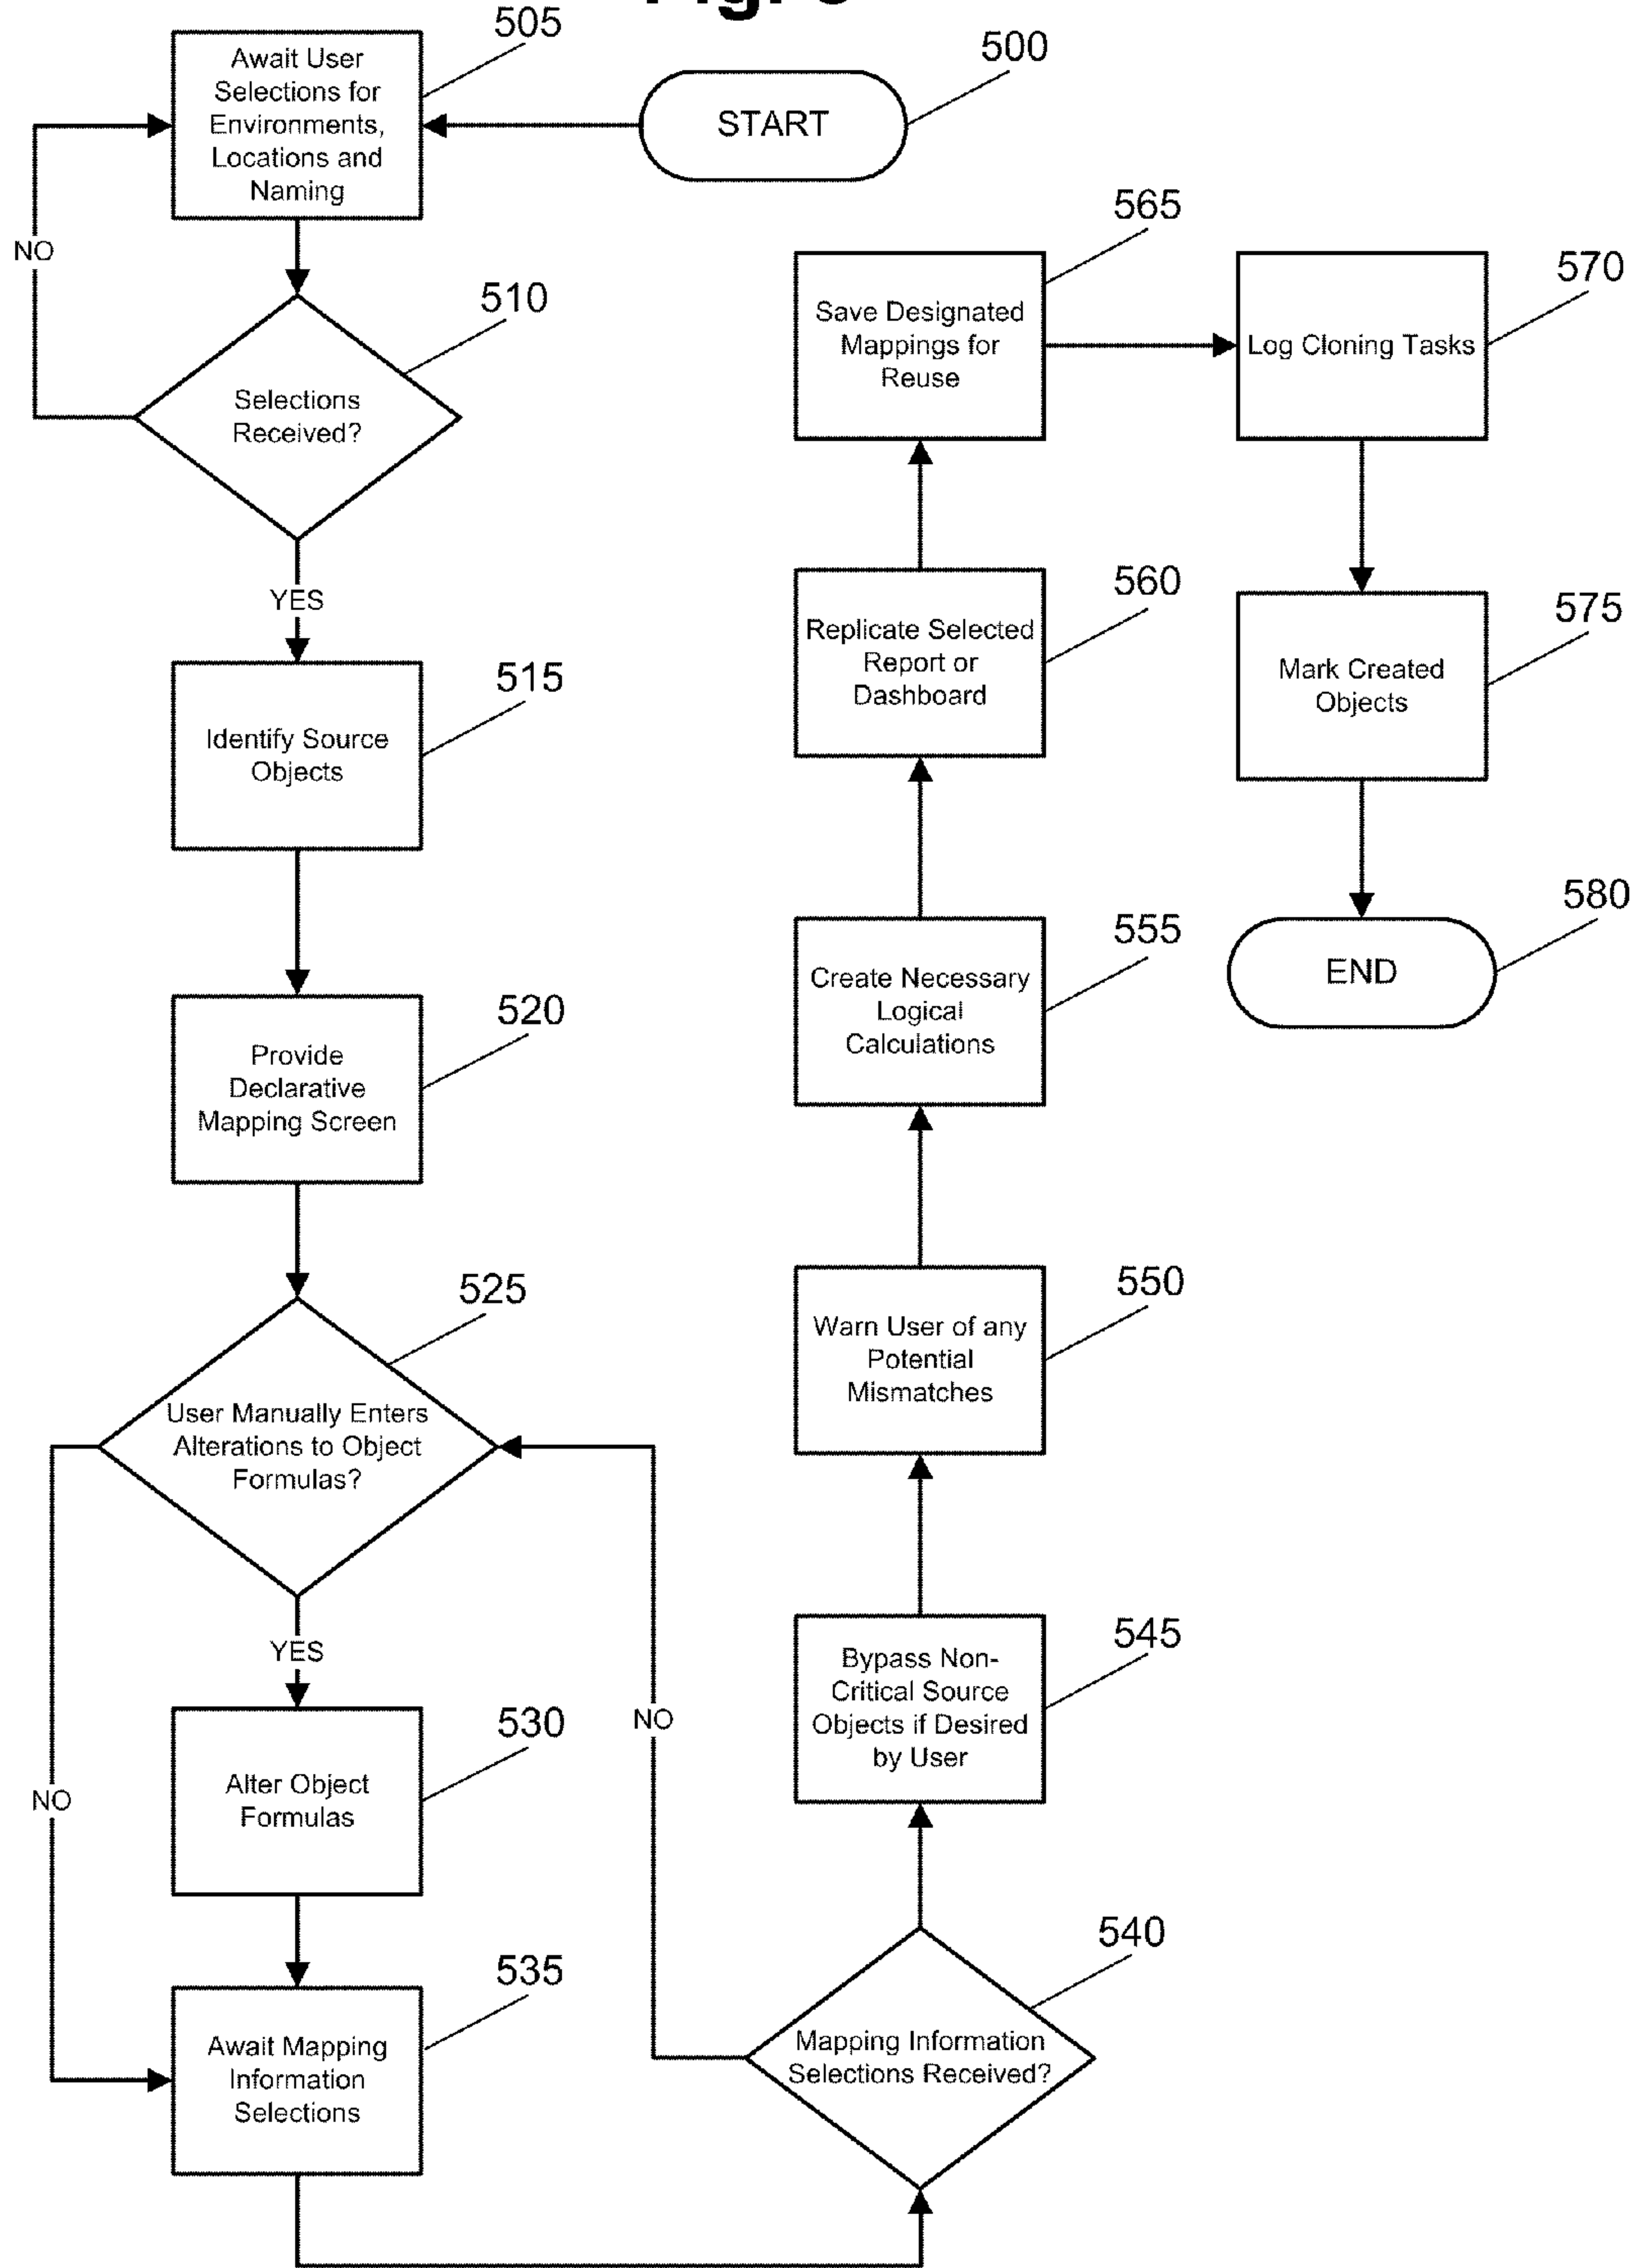 505
Await User
Selections for
Environments,
Locations and
Naming
500
START
NO
510
Selections
Received?
YES
515
Identify Source
Objects
520
Provide
Declarative
Mapping Screen
525
User Manually Enters
Alterations to Object
Formulas?
YES
NO
530
Alter Object
Formulas
535
Await Mapping
Information
Selections
540
Mapping Information
Selections Received?
NO
545
Bypass Non-
Critical Source
Objects if Desired
by User
550
Warn User of any
Potential
Mismatches
555
Create Necessary
Logical
Calculations
560
Replicate Selected
Report or
Dashboard
565
Save Designated
Mappings for
Reuse
570
Log Cloning Tasks
575
Mark Created
Objects
580
END